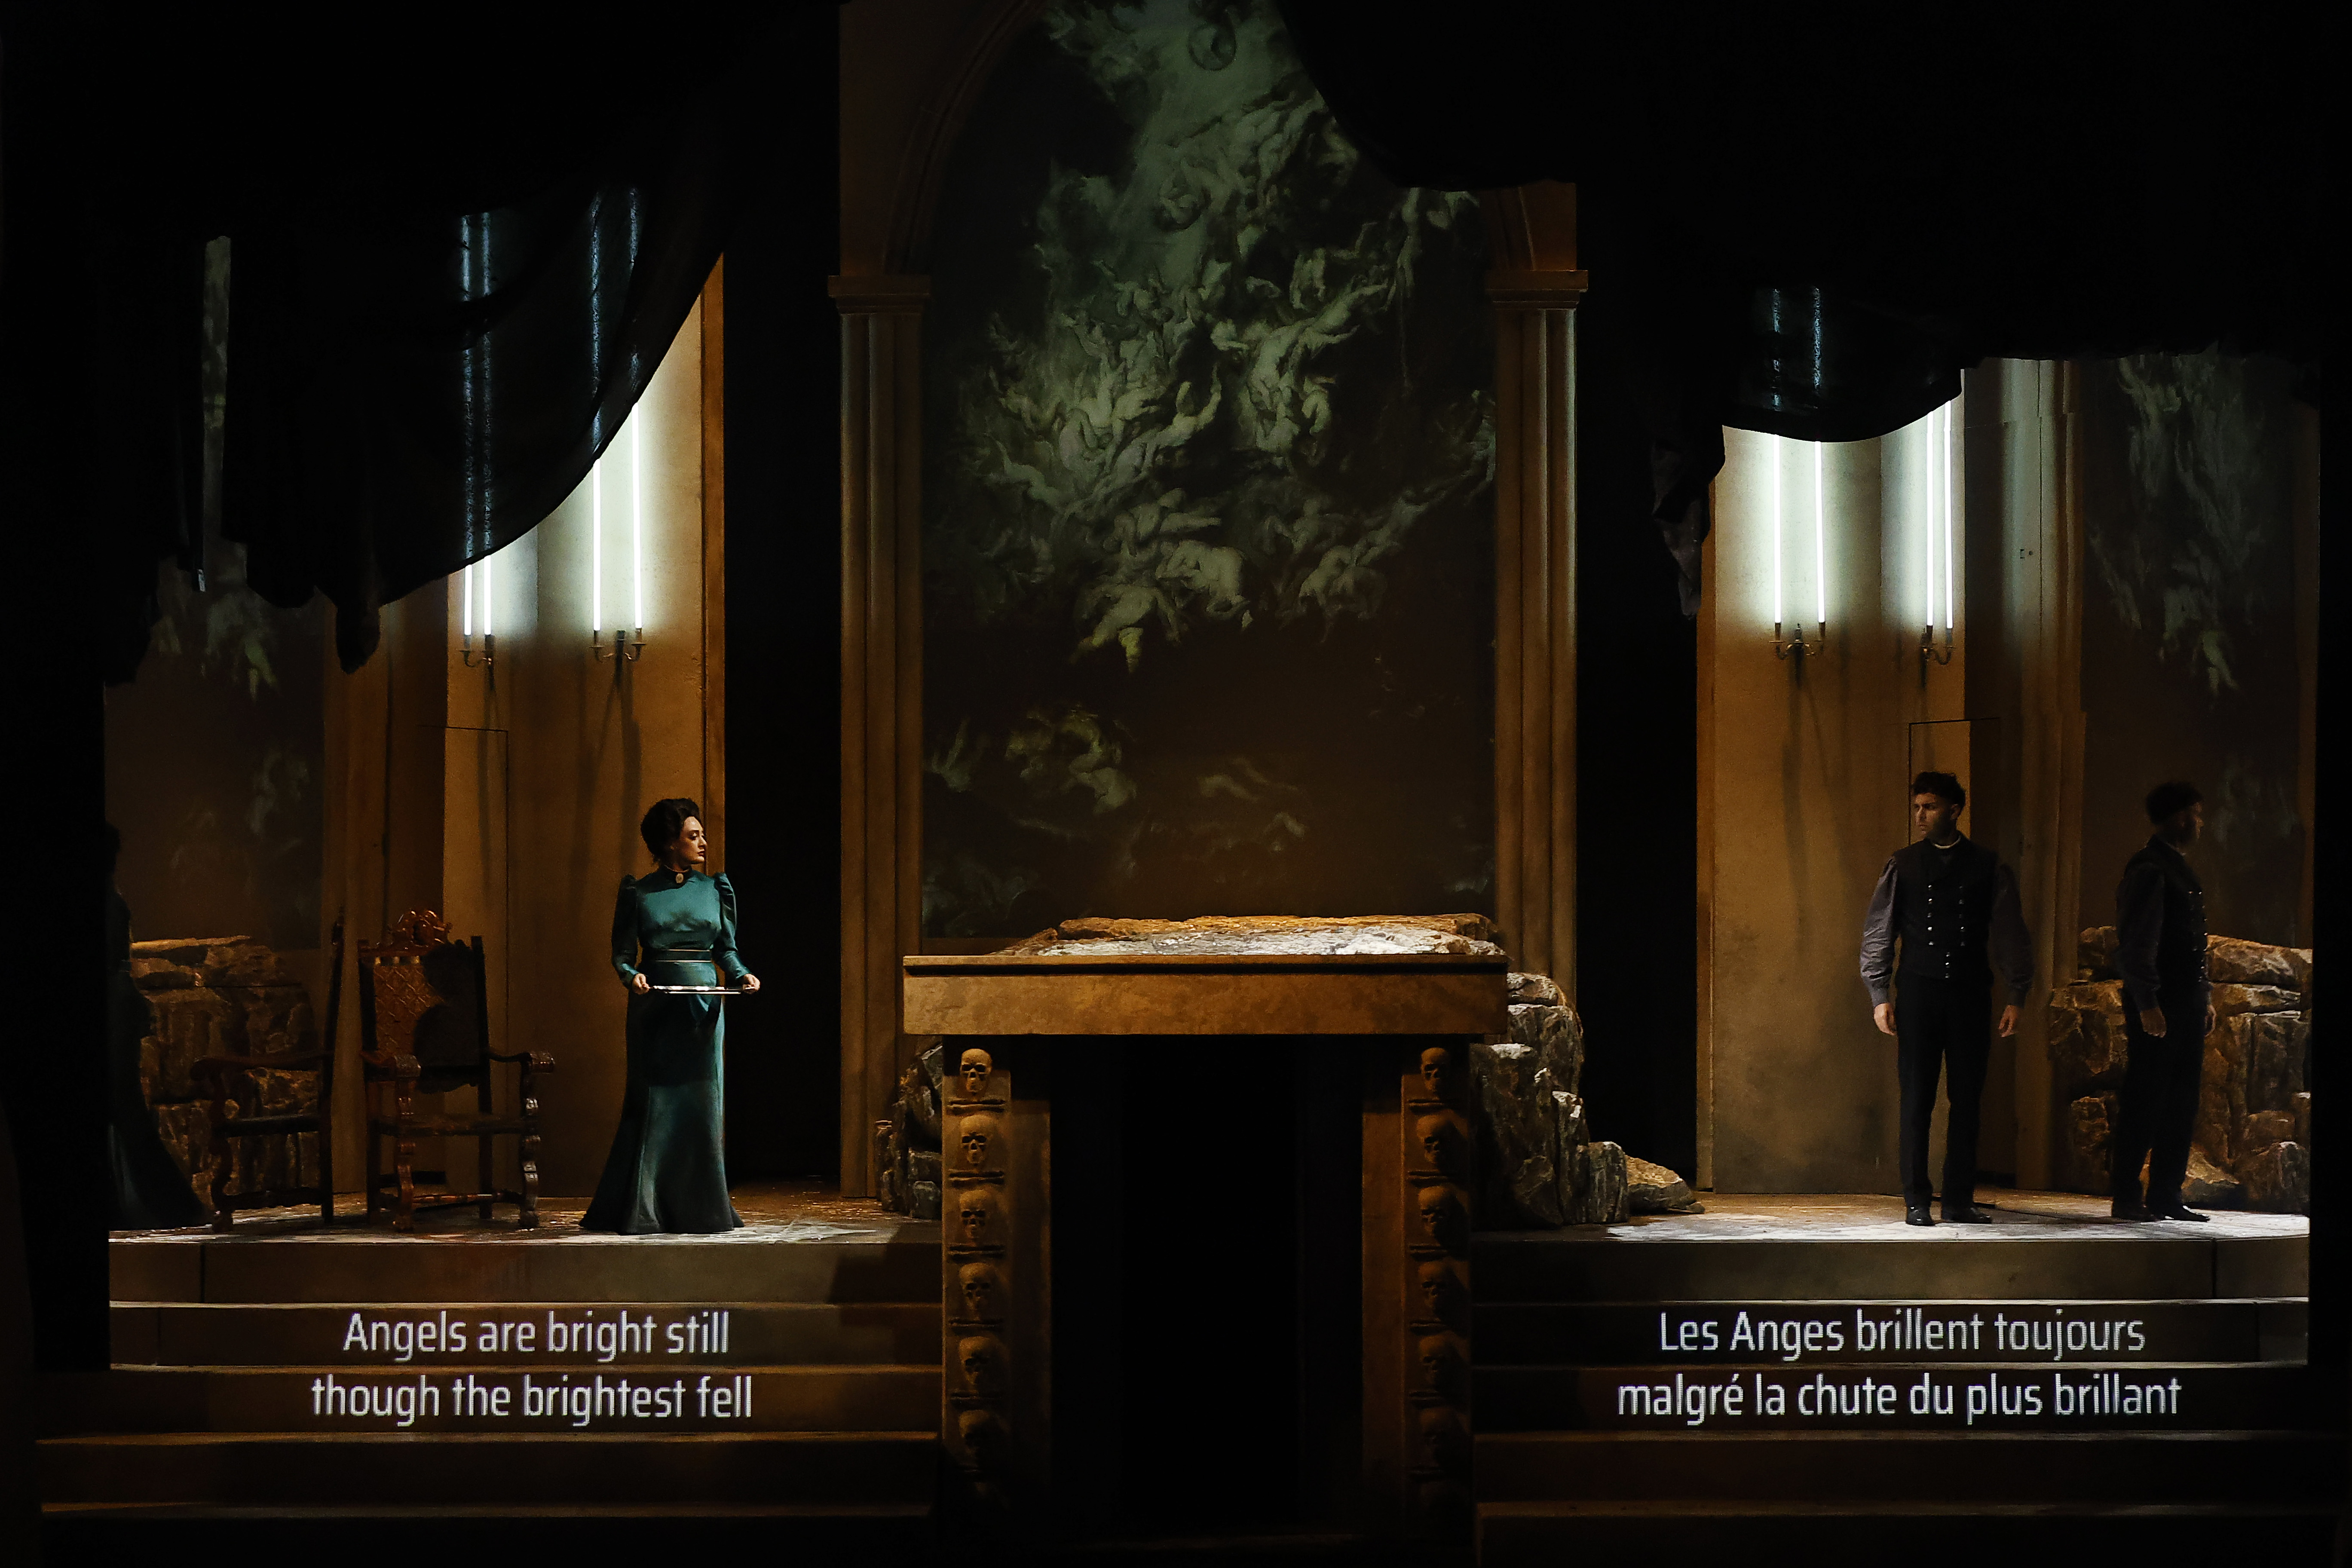 Angels are bright still
though the brightest fell
Les Anges brillent toujours
malgré la chute du plus brillant